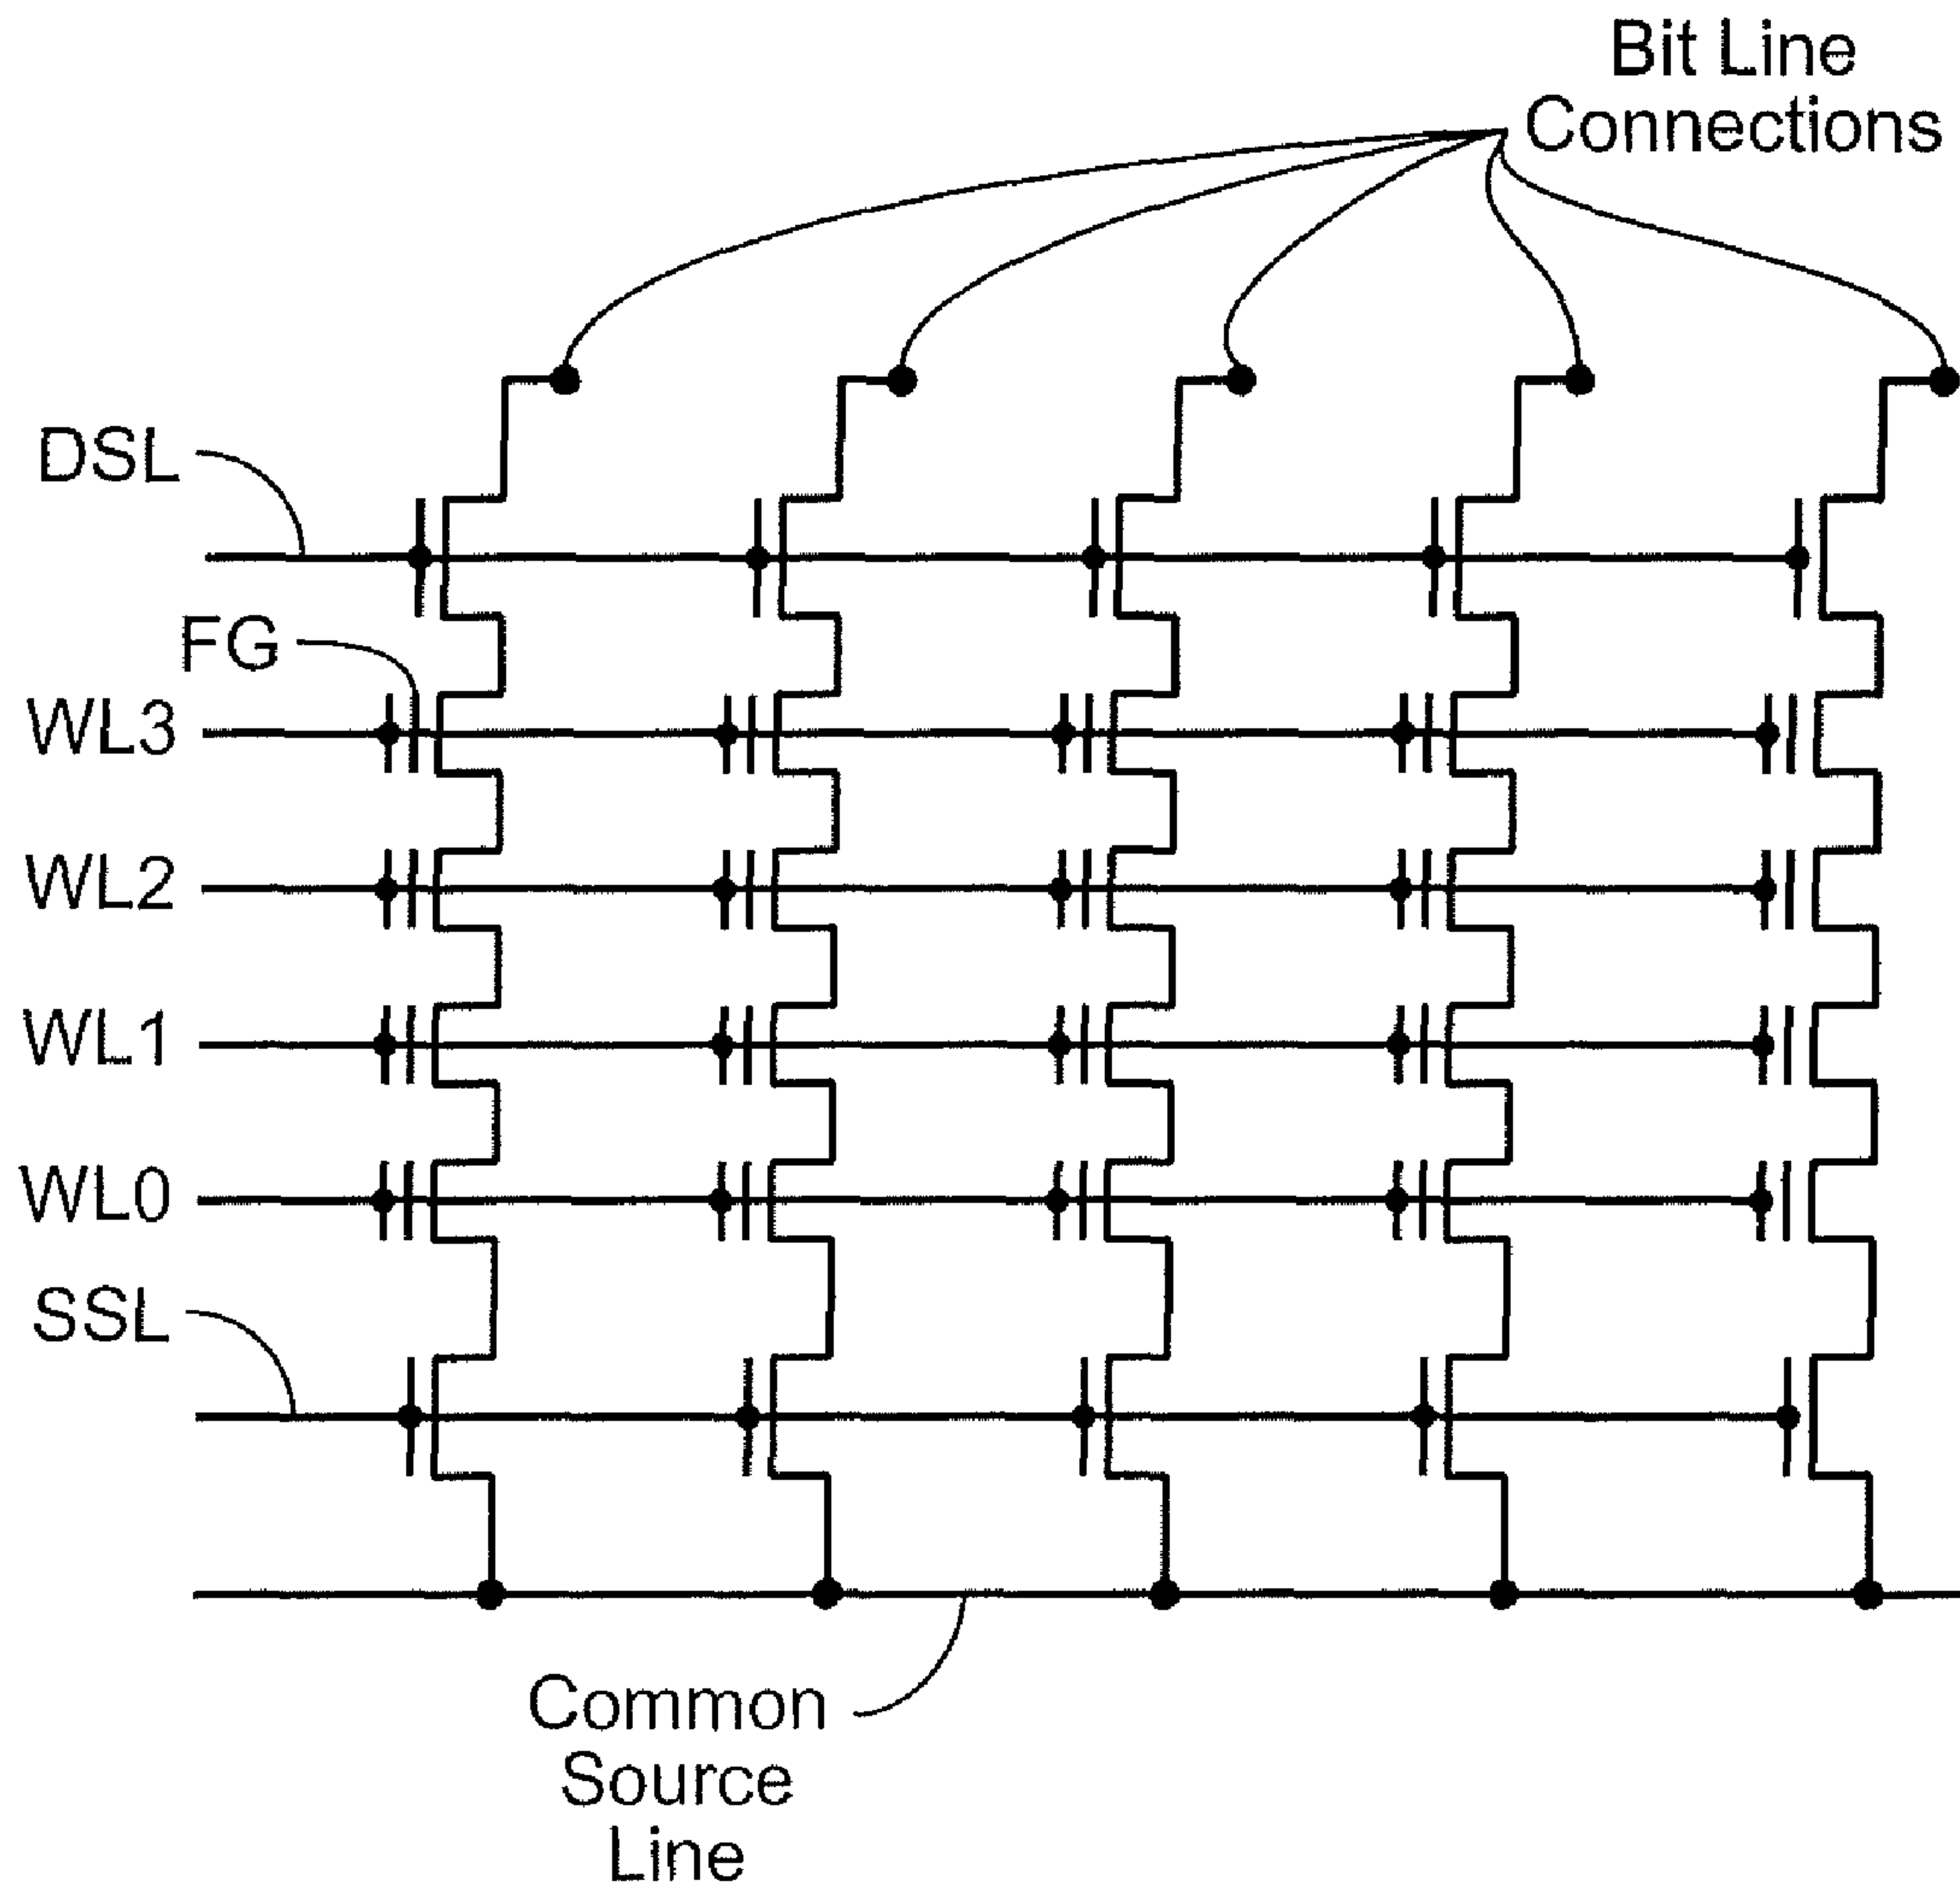 Bit Line
Connections
DSL
FG
WL3
WL2
WL1
WL0
SSL
Common
Source
Line